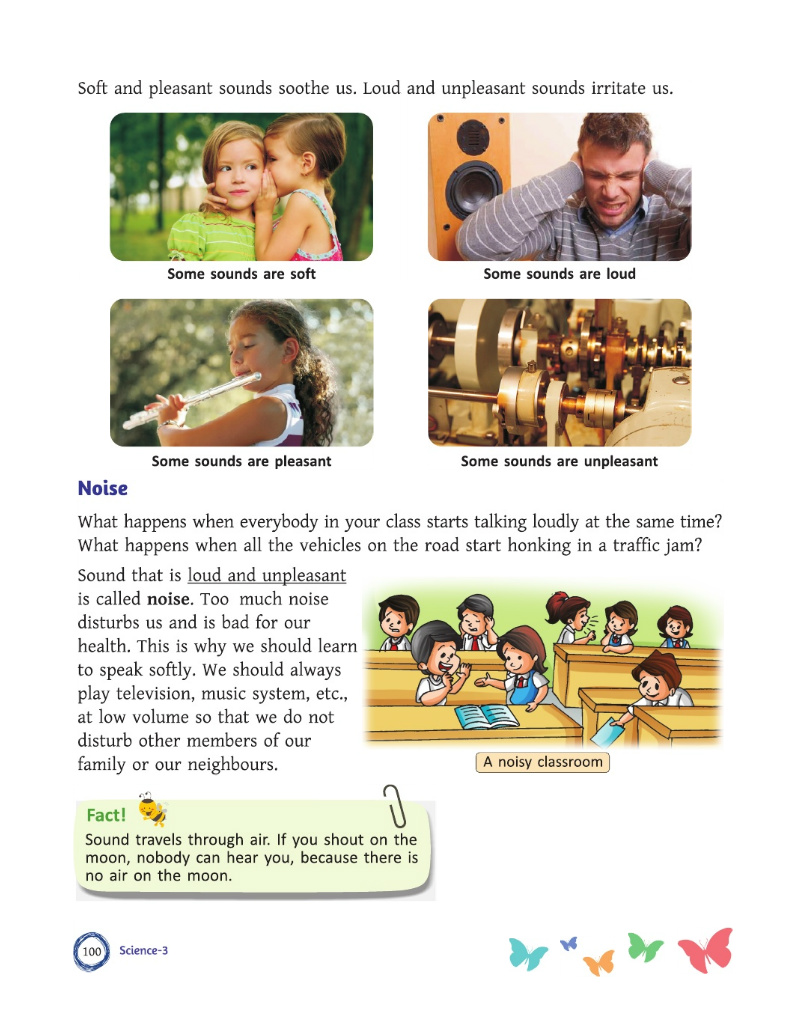 Soft and pleasant sounds soothe us. Loud and unpleasant sounds irritate us.
Some sounds are soft
Some sounds are loud
Some sounds are pleasant
Some sounds are unpleasant
Noise
What happens when everybody in your class starts talking loudly at the same time?
What happens when all the vehicles on the road start honking in a traffic jam?
Sound that is loud and unpleasant
is called noise. Too much noise
disturbs us and is bad for our
health. This is why we should learn
to speak softly. We should always
play television, music system, etc.,
at low volume so that we do not
disturb other members of our
family or our neighbours.
A noisy classroom
Fact!
Sound travels through air. If you shout on the
moon, nobody can hear you, because there is
no air on the moon.
100
Science-3